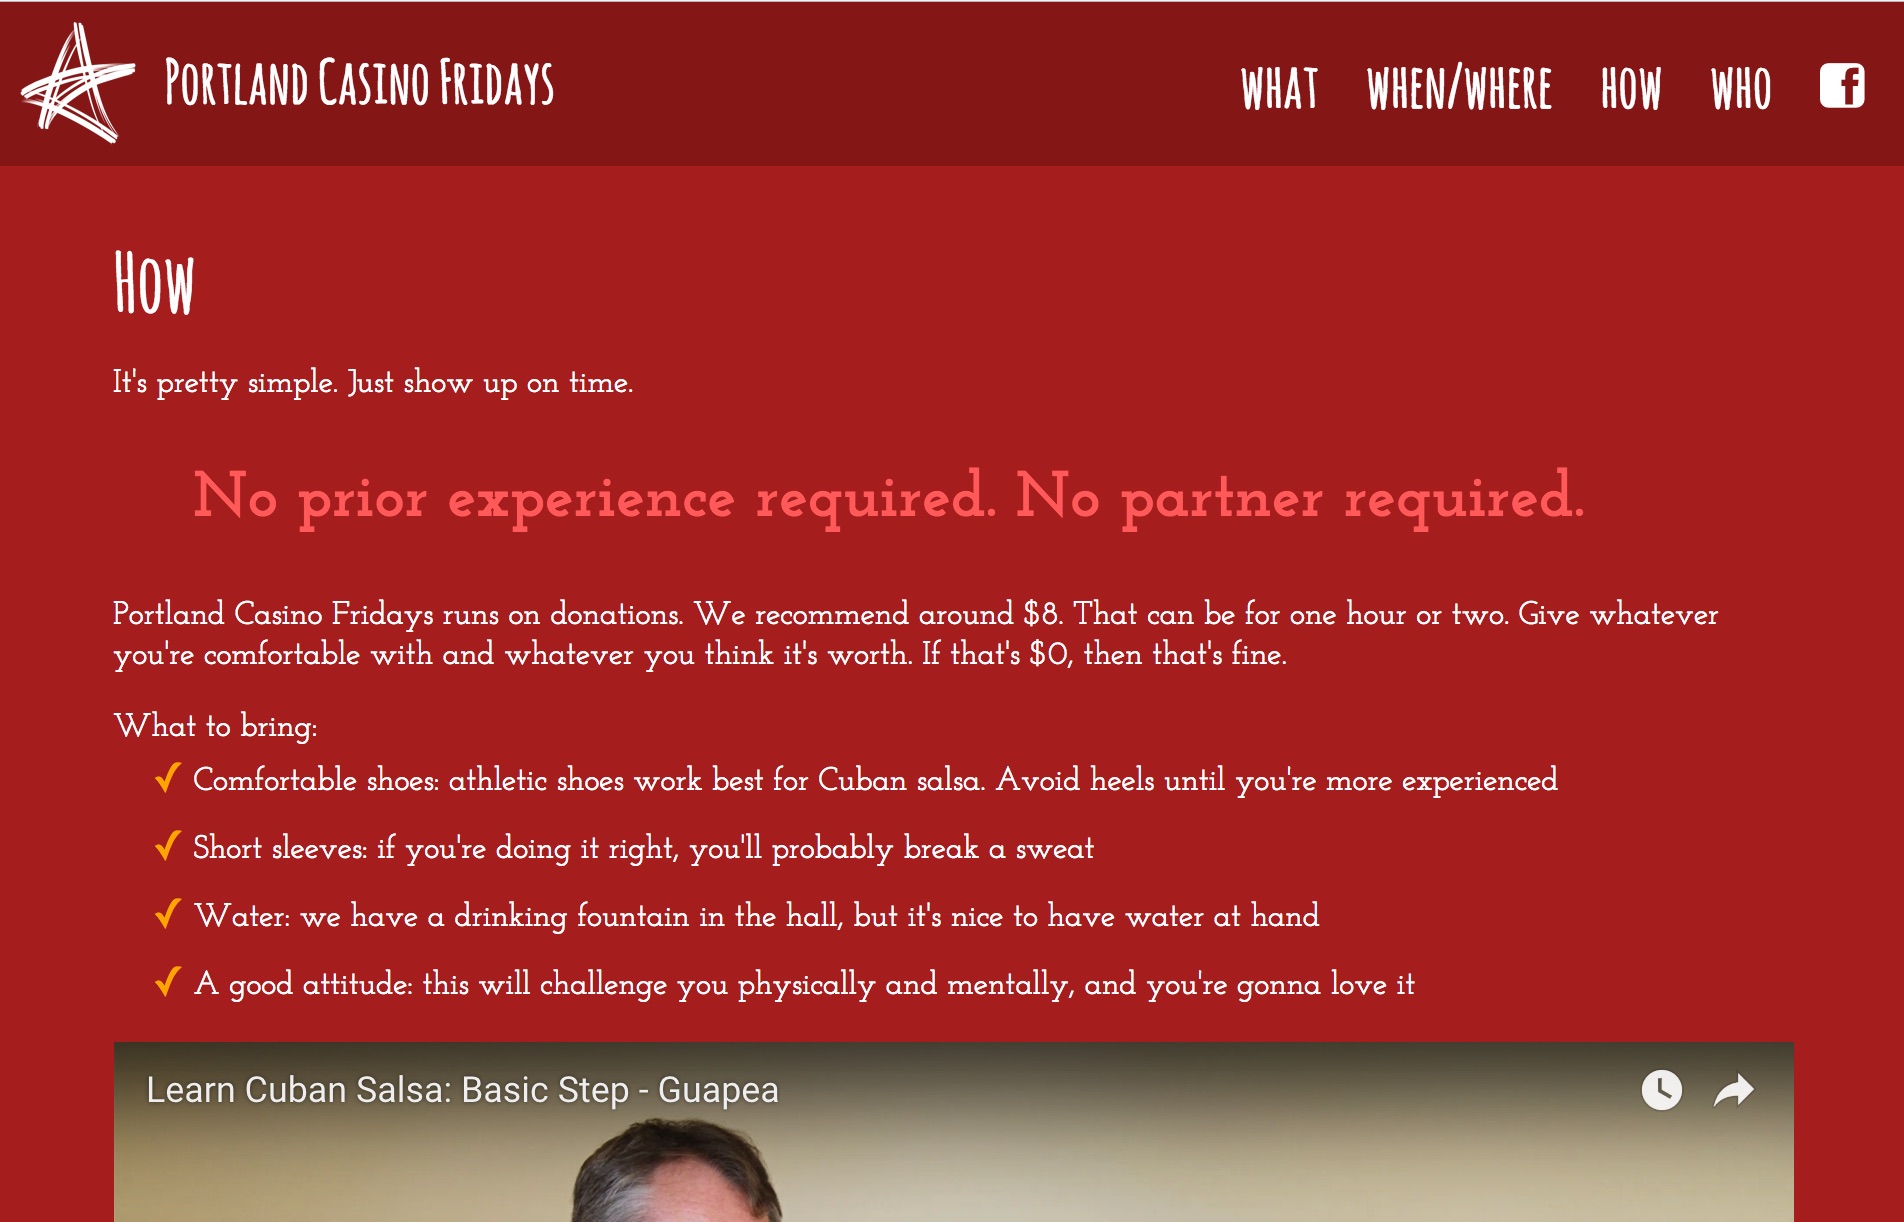 Portland Casino Fridays
WHAT WHEN/WHERE HOW WHO
How
It's pretty simple. Just show up on time.
No prior experience required. No partner required.
Portland Casino Fridays runs on donations. We recommend around $8. That can be for one hour or two. Give whatever
you're comfortable with and whatever you think it's worth. If that's $0, then that's fine.
What to bring:
✓ Comfortable shoes: athletic shoes work best for Cuban salsa. Avoid heels until you're more experienced
✓ Short sleeves: if you're doing it right, you'll probably break a sweat
✓ Water: we have a drinking fountain in the hall, but it's nice to have water at hand
✓ A good attitude: this will challenge you physically and mentally, and you're gonna love it
Learn Cuban Salsa: Basic Step - Guapea